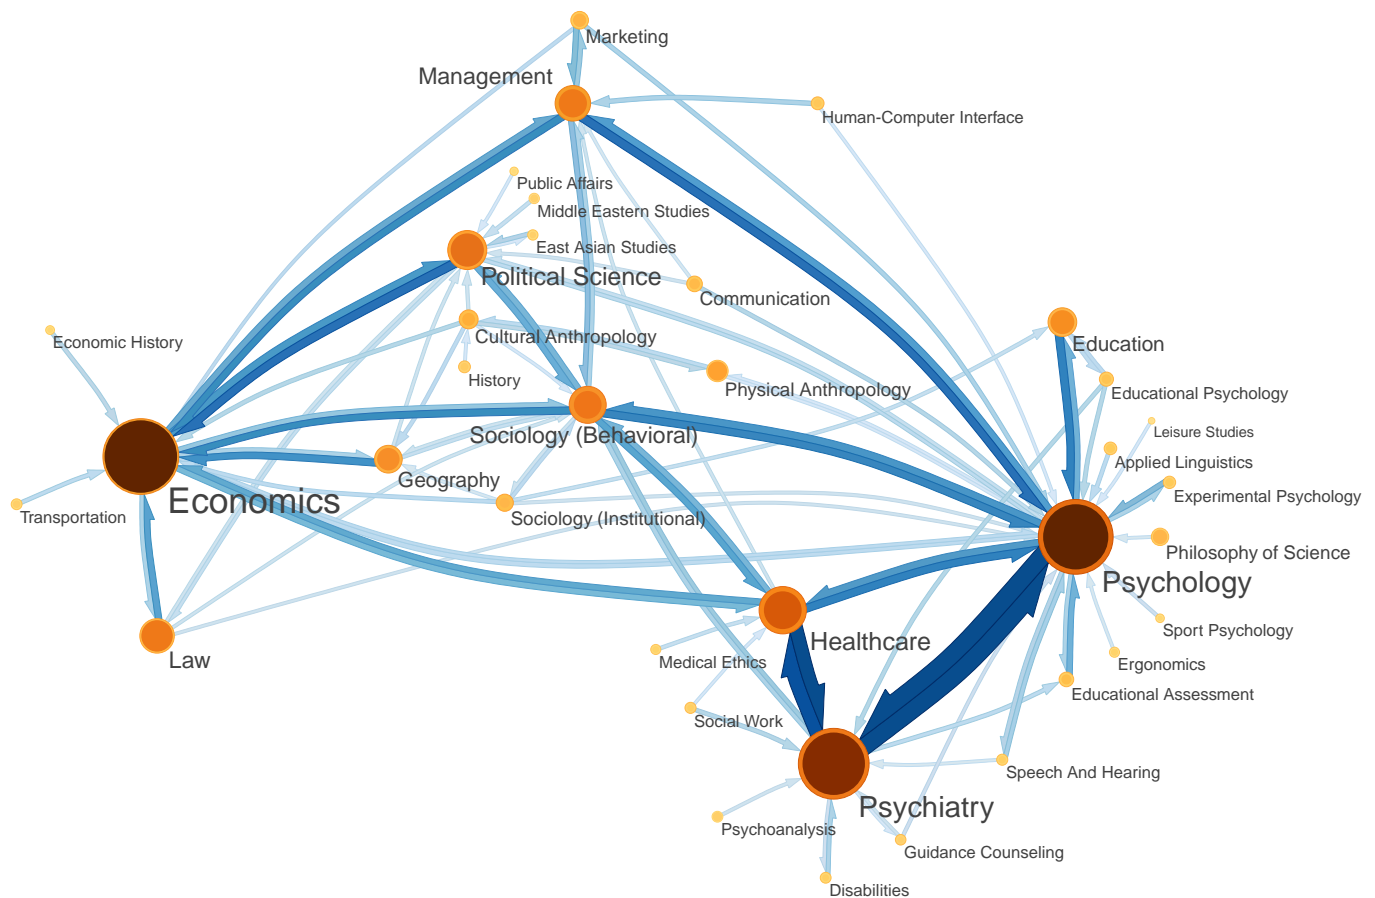 Marketing
Management
Human-Computer Interface
Public Affairs
Middle Eastern Studies
East Asian Studies
Political Science
Communication
Economic History
Cultural Anthropology
Education
History
Physical Anthropology
Educational Psychology
Leisure Studies
Sociology (Behavioral)
Applied Linguistics
Geography
Experimental Psychology
Economics
Transportation
Sociology (Institutional)
Philosophy of Science
Psychology
Sport Psychology
Law
Healthcare
Medical Ethics
Ergonomics
Educational Assessment
Social Work
Speech And Hearing
Psychiatry
Psychoanalysis
Guidance Counseling
Disabilities